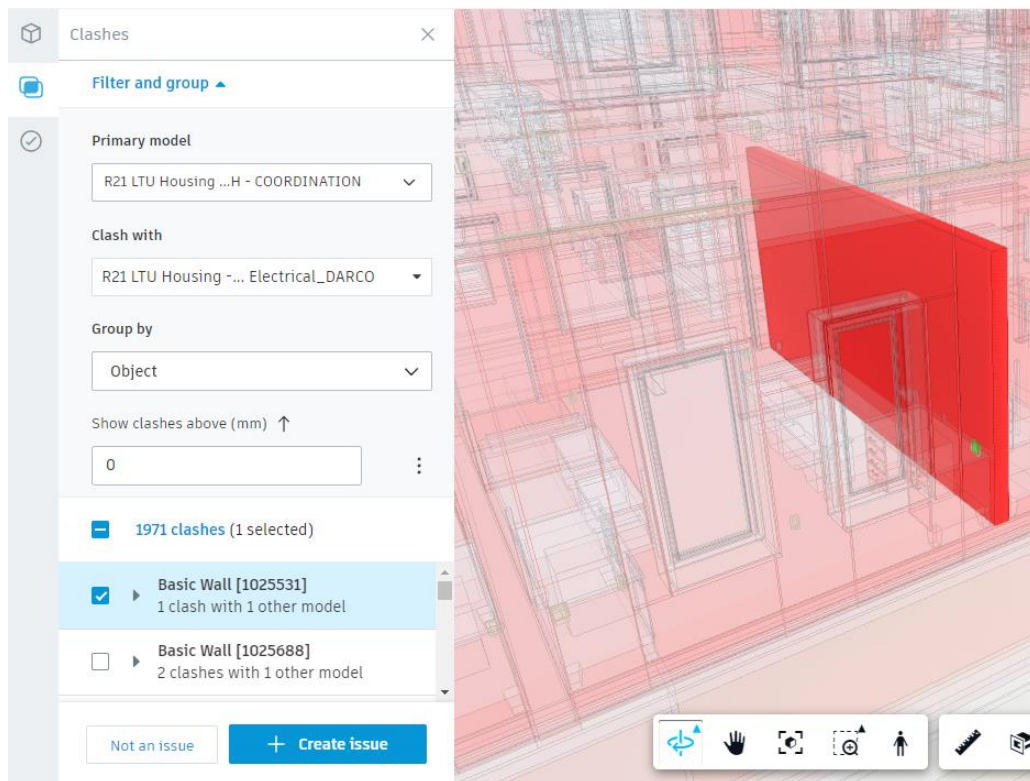 Clashes
Filter and group
Primary model
R21 LTU Housing ...H - COORDINATION
Clash with
R21 LTU Housing -... Electrical_DARCO
Group by
Object
Show clashes above (mm)
0
1971 clashes (1 selected)
Basic Wall [1025531]
1 clash with 1 other model
Basic Wall [1025688]
2 clashes with 1 other model
Not an issue
+ Create issue